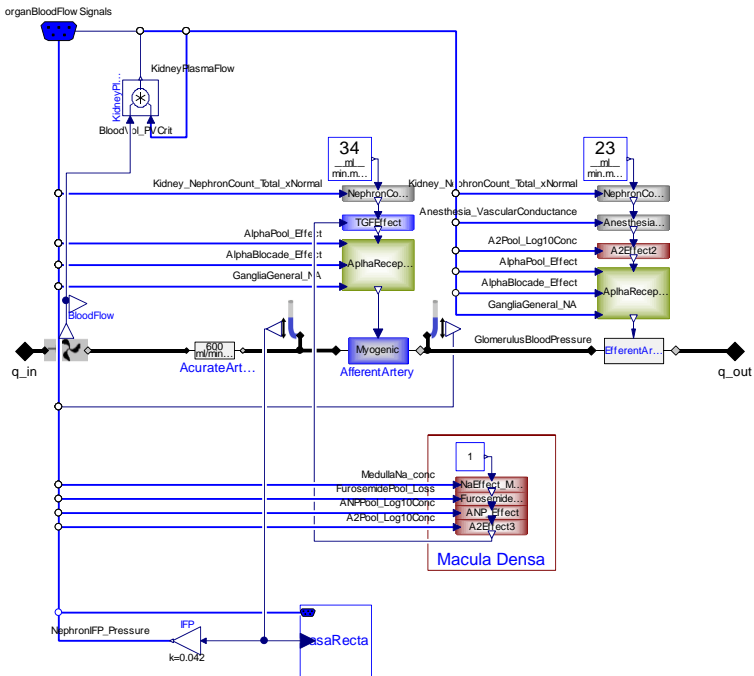 organBloodFlowSignals
KidneyPlasmaFlow
KidneyPl...
BloodVol_PVCrit
34
ml
min.m...
23
ml
min.m...
Kidney_NephronCount_Total_xNormal
NephronCo...
Kidney_NephronCount_Total_xNormal
NephronCo...
TGFEffect
Anesthesia_VascularConductance
Anesthesia...
AlphaPool_Effect
A2Pool_Log10Conc
A2Effect2
AlphaBlocade_Effect
AplhaRecep...
AlphaPool_Effect
GangliaGeneral_NA
AlphaBlocade_Effect
AplhaRecep...
GangliaGeneral_NA
BloodFlow
GlomerulusBloodPressure
600
ml/min...
Myogenic
EfferentAr...
q_in
AcurateArt...
AfferentArtery
q_out
1
MedullaNa_conc
NaEffect_M...
FurosemidePool_Loss
Furosemide...
ANPPool_Log10Conc
ANP_Effect
A2Pool_Log10Conc
A2Effect3
Macula Densa
IFP
NephronIFP_Pressure
k=0.042
asaRecta